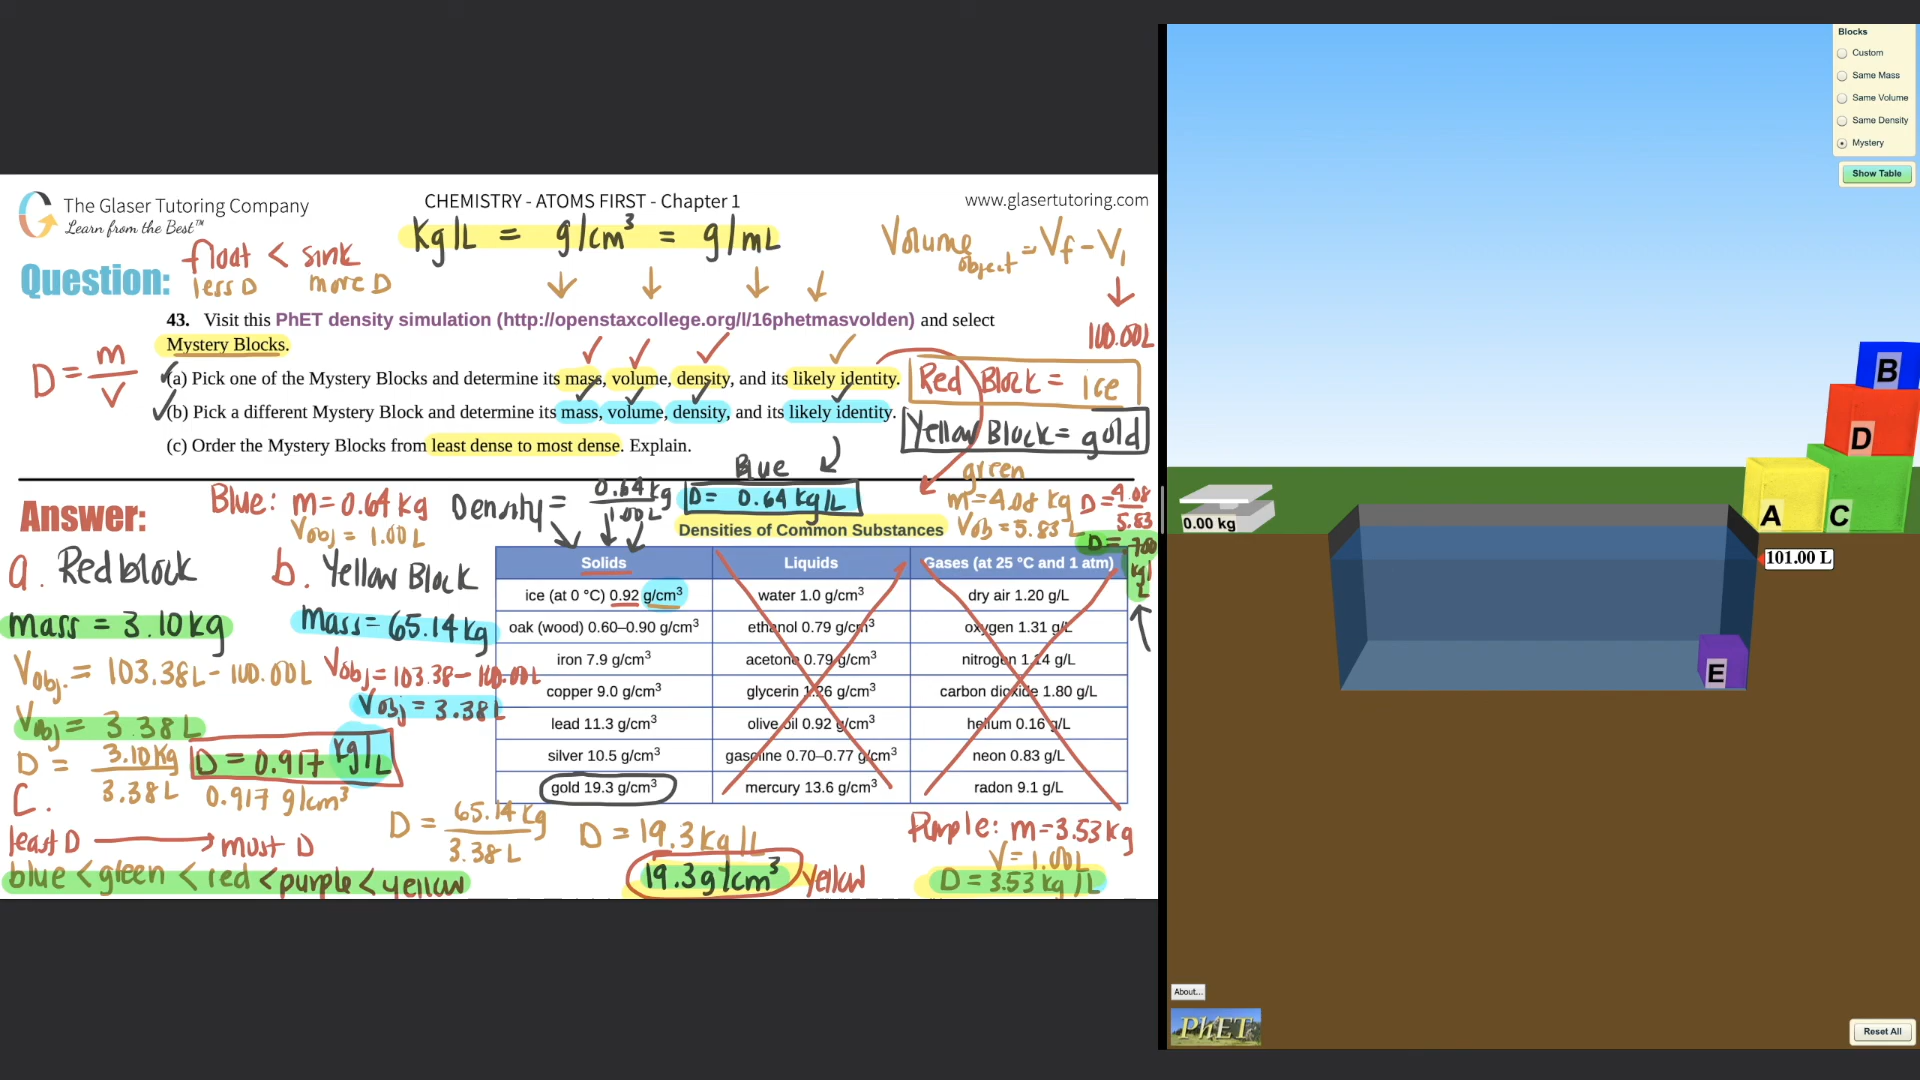 The Glaser Tutoring Company
Learn from the Best™
CHEMISTRY - ATOMS FIRST - Chapter 1
www.glasertutoring.com
Kg/L = g/cm³ = g/mL
Volume object = Vf - V1
100.00L
float < sink
less D more D
Question:
43. Visit this PhET density simulation (http://openstaxcollege.org/l/16phetmasvolden) and select
Mystery Blocks.
D = m/V
(a) Pick one of the Mystery Blocks and determine its mass, volume, density, and its likely identity.
(b) Pick a different Mystery Block and determine its mass, volume, density, and its likely identity.
(c) Order the Mystery Blocks from least dense to most dense. Explain.
Red Block = ice
Yellow Block = gold
Answer:
Blue: m = 0.64 kg
Vobj = 1.00 L
Blue
Density = 0.64 kg / 1.00 L
D = 0.64 kg/L
green
m = 4.08 kg
Vob = 5.83 L
D = 4.08 / 5.83
D = .700 kg/L
a. Red block
mass = 3.10 kg
Vobj. = 103.38 L - 100.00 L
Vobj = 3.38 L
D = 3.10 kg / 3.38 L
D = 0.917 kg/L
0.917 g/cm³
b. Yellow Block
Mass = 65.14 kg
Vobj = 103.38 - 100.00L
Vobj = 3.38 L
D = 65.14 kg / 3.38 L
D = 19.3 kg/L
19.3 g/cm³ yellow
C.
least D most D
blue < green < red < purple < yellow
Purple: m = 3.53 kg
V = 1.00 L
D = 3.53 kg/L
Densities of Common Substances
Solids Liquids Gases (at 25 °C and 1 atm)
ice (at 0 °C) 0.92 g/cm³ water 1.0 g/cm³ dry air 1.20 g/L
oak (wood) 0.60–0.90 g/cm³ ethanol 0.79 g/cm³ oxygen 1.31 g/L
iron 7.9 g/cm³ acetone 0.79 g/cm³ nitrogen 1.14 g/L
copper 9.0 g/cm³ glycerin 1.26 g/cm³ carbon dioxide 1.80 g/L
lead 11.3 g/cm³ olive oil 0.92 g/cm³ helium 0.16 g/L
silver 10.5 g/cm³ gasoline 0.70–0.77 g/cm³ neon 0.83 g/L
gold 19.3 g/cm³ mercury 13.6 g/cm³ radon 9.1 g/L
Blocks
Custom
Same Mass
Same Volume
Same Density
Mystery
Show Table
B
D
A
C
E
0.00 kg
101.00 L
About...
PhET
Reset All